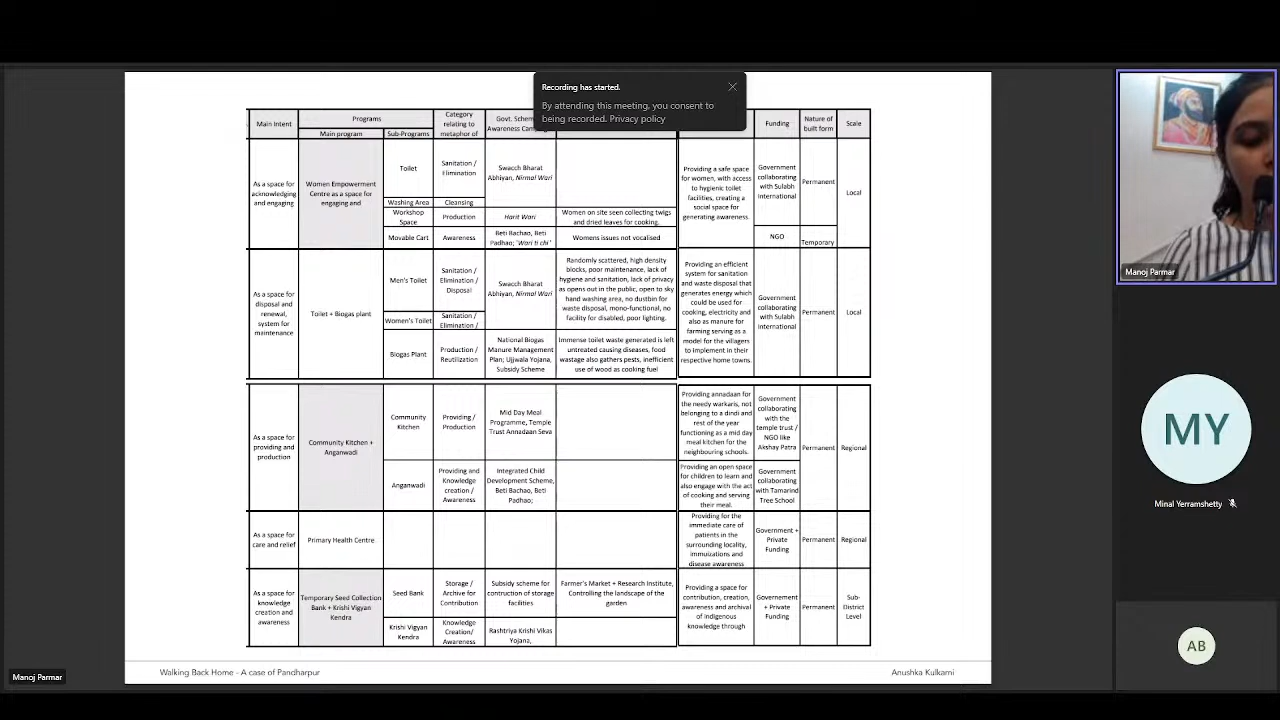 Recording has started.
By attending this meeting, you consent to
being recorded. Privacy policy
Main Intent
Programs
Main program
Sub-Programs
Category
relating to
metaphor of
Govt. Scheme
Awareness
Funding
Nature of
built form
Scale
As a space for
acknowledging
and engaging
Women Empowerment
Centre as a space for
engaging and
Toilet
Sanitation /
Elimination
Swacch Bharat
Abhiyan, Nirmal Wari
Washing Area
Cleansing
Workshop
Space
Production
Harit Wari
Women on site seen collecting twigs
and dried leaves for cooking.
Movable Cart
Awareness
Beti Bachao, Beti
Padhao; 'Wari ti chi'
Womens issues not vocalised
Providing a safe space
for women, with access
to hygienic toilet
facilities, creating a
social space for
generating awareness.
Government
collaborating
with Sulabh
International
NGO
Permanent
Temporary
Local
As a space for
disposal and
renewal,
system for
maintenance
Toilet + Biogas plant
Men's Toilet
Sanitation /
Elimination /
Disposal
Swacch Bharat
Abhiyan, Nirmal Wari
Randomly scattered, high density
blocks, poor maintenance, lack of
hygiene and sanitation, lack of privacy
as opens out in the public, open to sky
hand washing area, no dustbin for
waste disposal, mono-functional, no
facility for disabled, poor lighting.
Women's Toilet
Sanitation /
Elimination /
Biogas Plant
Production /
Reutilization
National Biogas
Manure Management
Plan; Ujjwala Yojana,
Subsidy Scheme
Immense toilet waste generated is left
untreated causing diseases, food
wastage also gathers pests, inefficient
use of wood as cooking fuel
Providing an efficient
system for sanitation
and waste disposal that
generates energy which
could be used for
cooking, electricity and
also as manure for
farming serving as a
model for the villagers
to implement in their
respective home towns.
Government
collaborating
with Sulabh
International
Permanent
Local
As a space for
providing and
production
Community Kitchen +
Anganwadi
Community
Kitchen
Providing /
Production
Mid Day Meal
Programme, Temple
Trust Annadaan Seva
Providing annadaan for
the needy warkaris, not
belonging to a dindi and
rest of the year
functioning as a mid day
meal kitchen for the
neighbouring schools.
Government
collaborating
with the
temple trust /
NGO like
Akshay Patra
Permanent
Regional
Anganwadi
Providing and
Knowledge
creation /
Awareness
Integrated Child
Development Scheme,
Beti Bachao, Beti
Padhao;
Providing an open space
for children to learn and
also engage with the act
of cooking and serving
their meal.
Government
collaborating
with Tamarind
Tree School
As a space for
care and relief
Primary Health Centre
Providing for the
immediate care of
patients in the
surrounding locality,
immuizations and
disease awareness
Government +
Private
Funding
Permanent
Regional
As a space for
knowledge
creation and
awareness
Temporary Seed Collection
Bank + Krishi Vigyan
Kendra
Seed Bank
Storage /
Archive for
Contribution
Subsidy scheme for
contruction of storage
facilities
Farmer's Market + Research Institute,
Controlling the landscape of the
garden
Krishi Vigyan
Kendra
Knowledge
Creation/
Awareness
Rashtriya Krishi Vikas
Yojana,
Providing a space for
contribution, creation,
awareness and archival
of indigenous
knowledge through
Governement
+ Private
Funding
Permanent
Sub-
District
Level
Walking Back Home - A case of Pandharpur
Anushka Kulkarni
Manoj Parmar
Manoj Parmar
MY
Minal Yerramshetty
AB